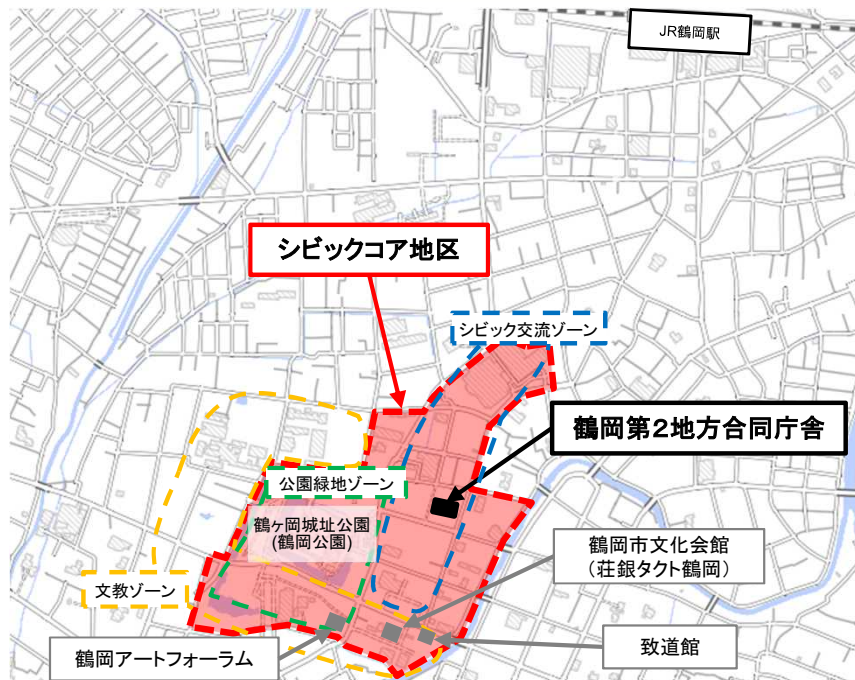 JR鶴岡駅
シビックコア地区
シビック交流ゾーン
鶴岡第2地方合同庁舎
公園緑地ゾーン
鶴ヶ岡城址公園
(鶴岡公園)
鶴岡市文化会館
(荘銀タクト鶴岡)
文教ゾーン
鶴岡アートフォーラム
致道館